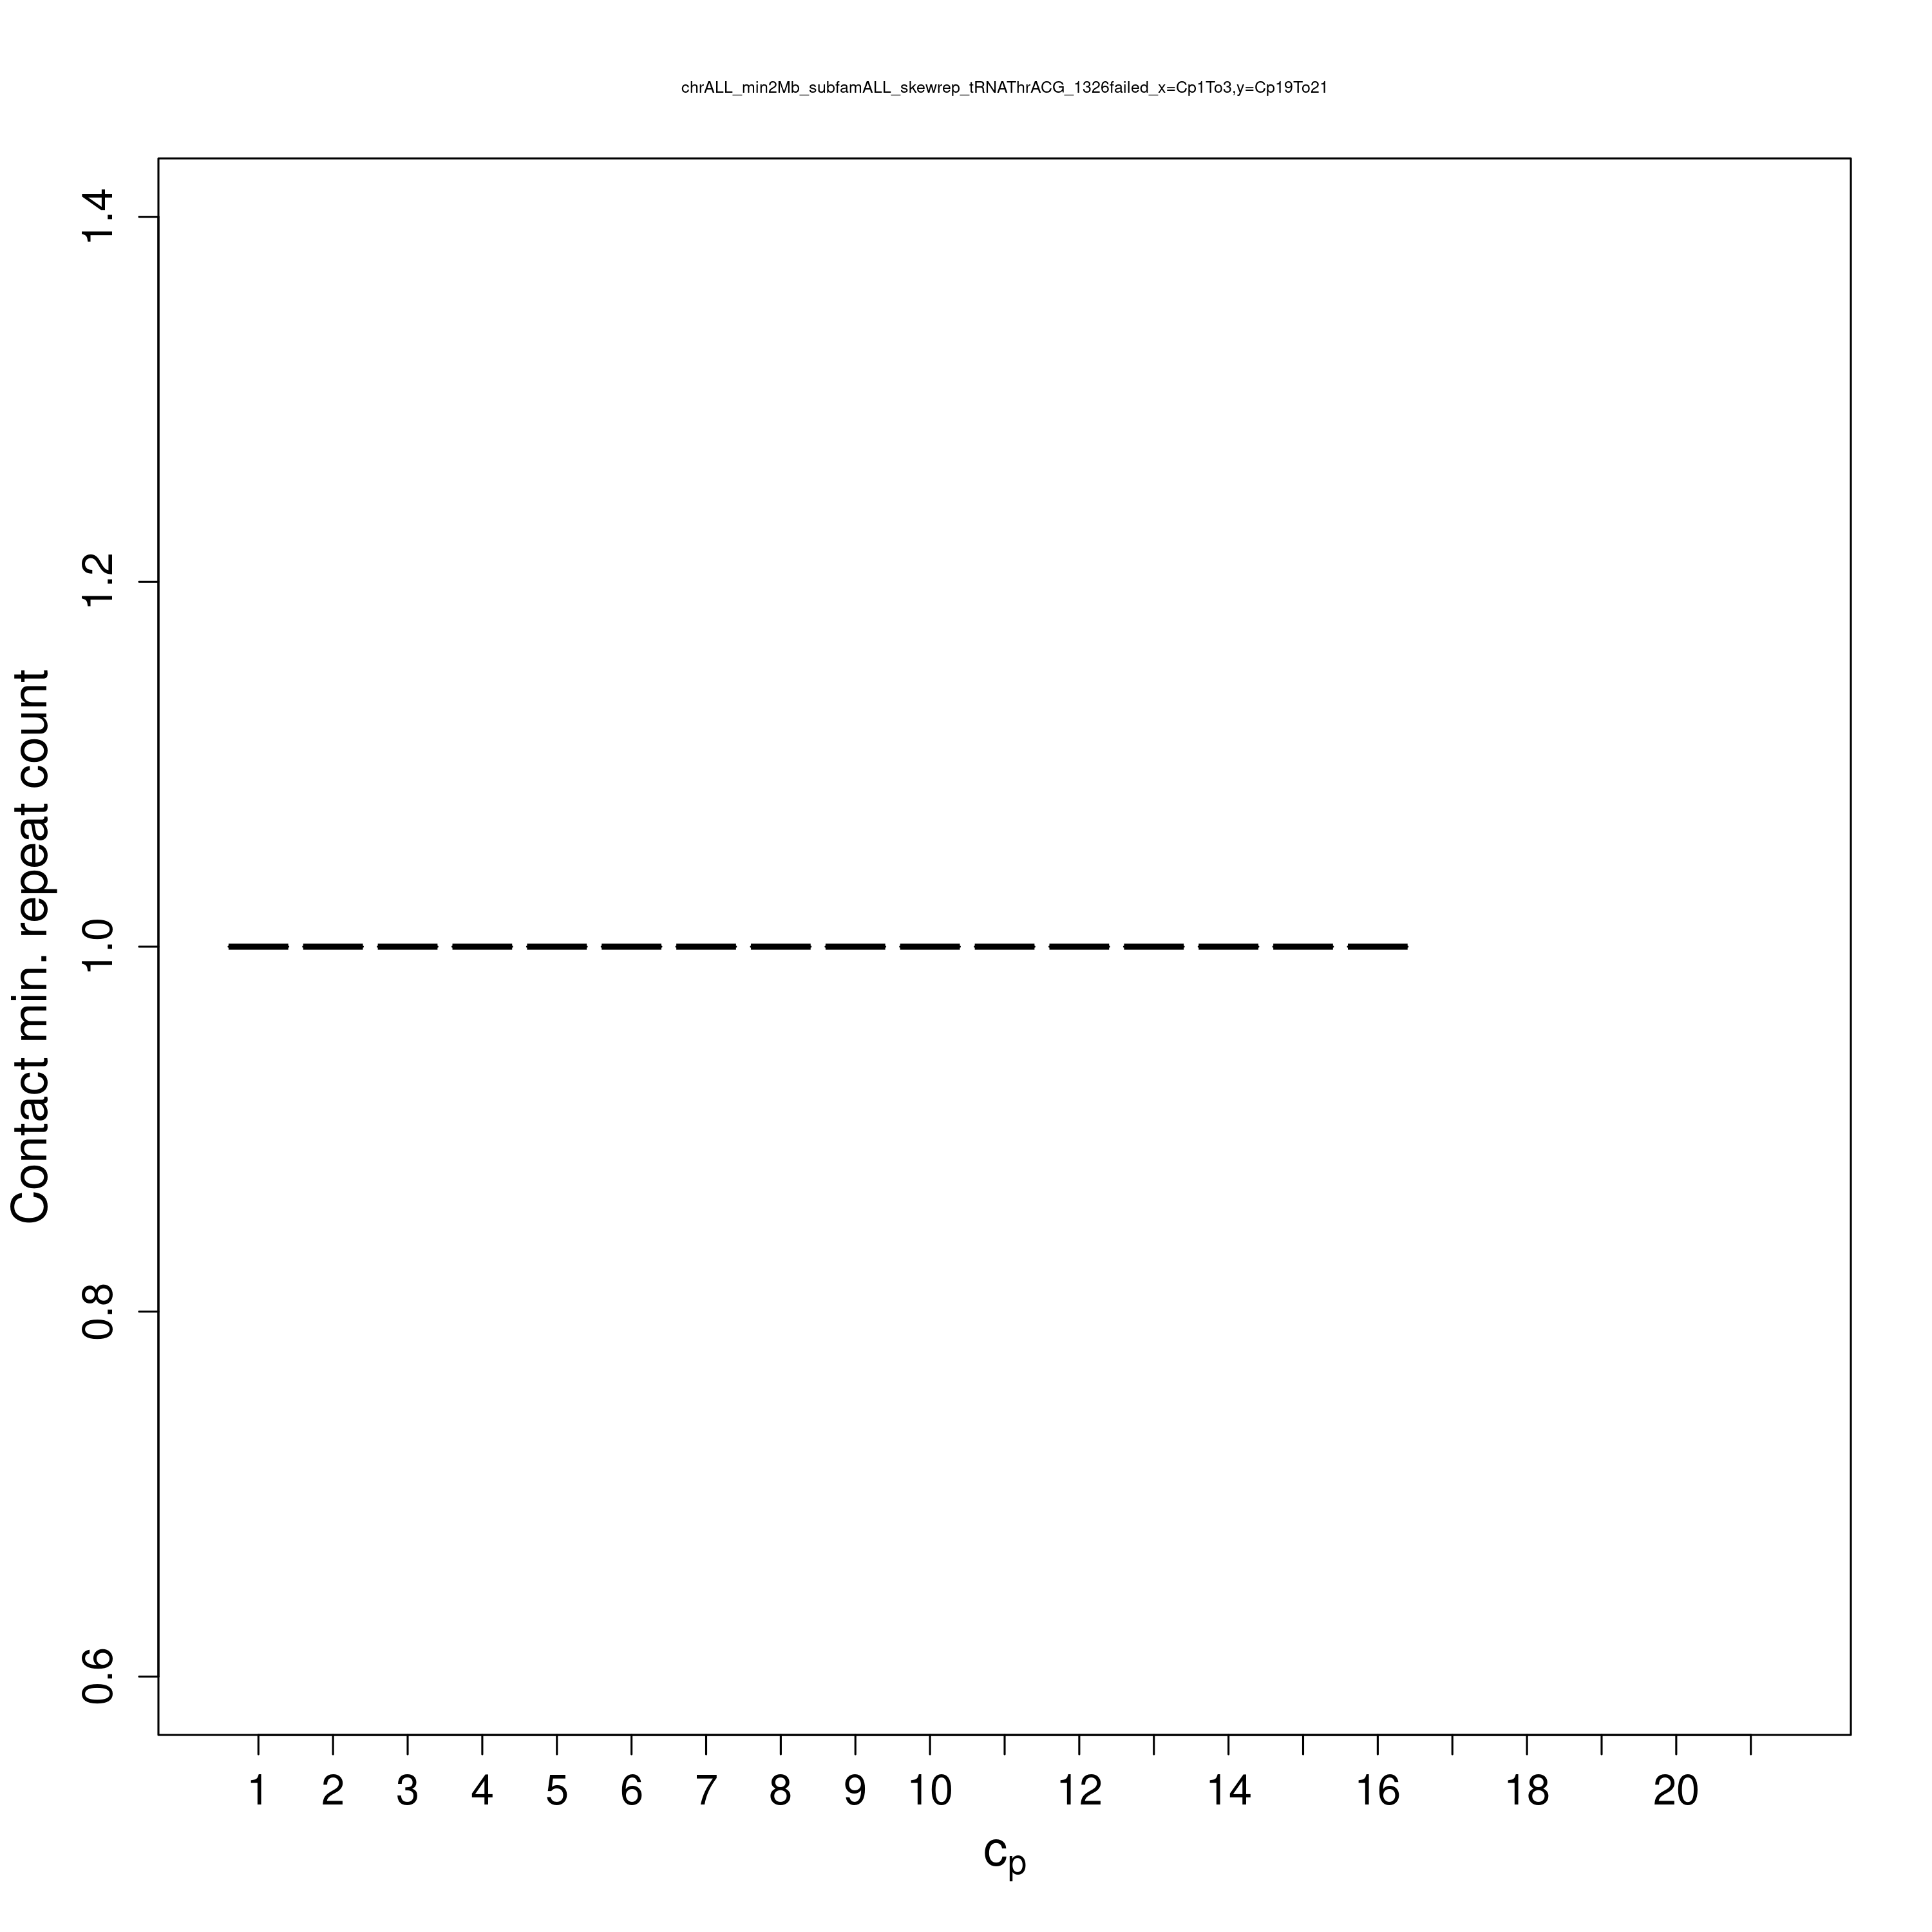 chrALL_min2Mb_subfamALL_skewrep_tRNAThrACG_1326failed_x=Cp1To3,y=Cp19To21
Contact min. repeat count
1.4
1.2
1.0
0.8
0.6
1 2 3 4 5 6 7 8 9 10 12 14 16 18 20
cp